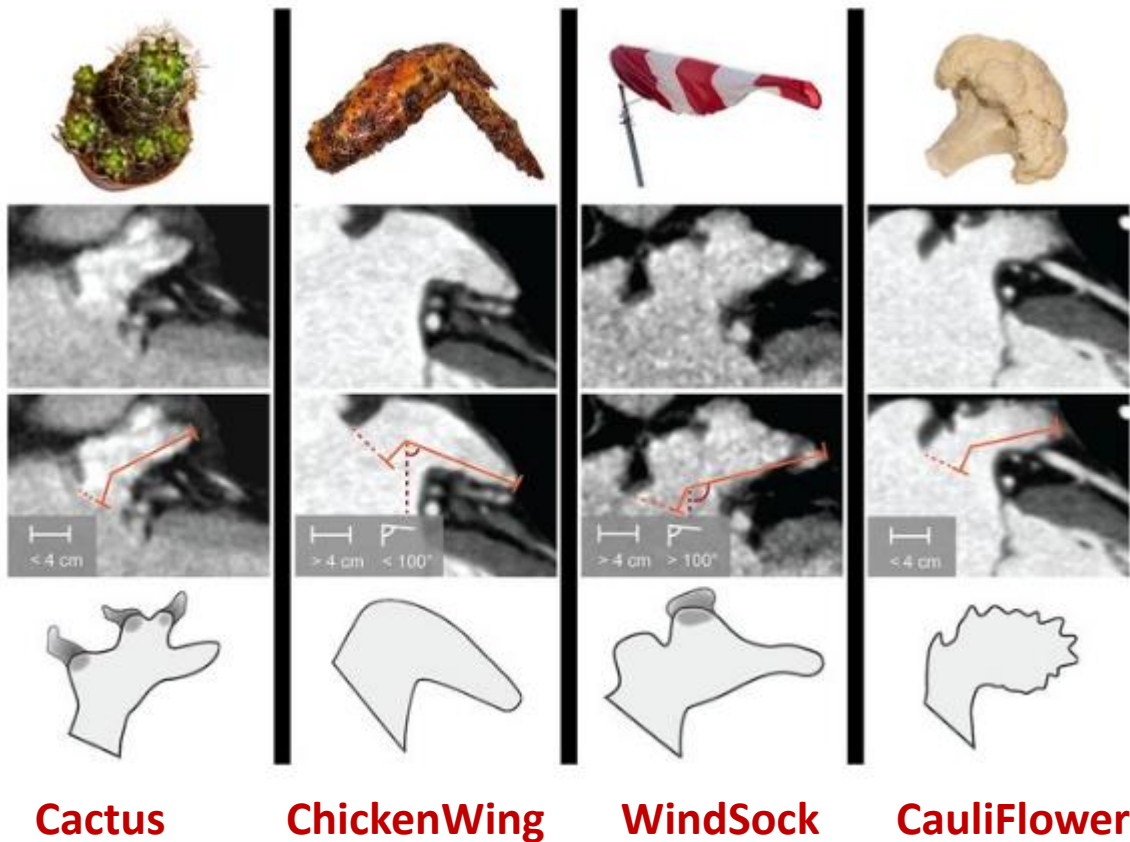 < 4 cm
> 4 cm < 100°
> 4 cm > 100°
< 4 cm
Cactus ChickenWing WindSock CauliFlower